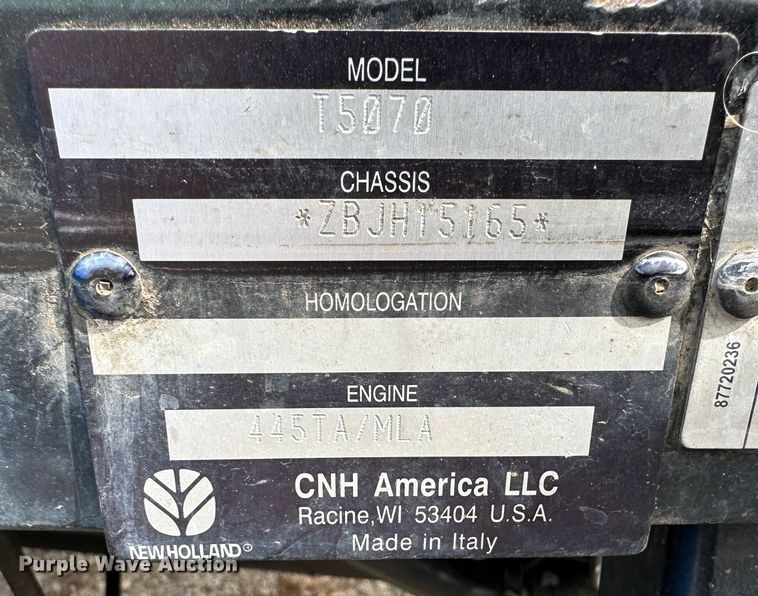 MODEL
T5070
CHASSIS
*ZBJH15165*
HOMOLOGATION
ENGINE
445TA/MLA
CNH America LLC
Racine, WI 53404 U.S.A.
Made in Italy
NEW HOLLAND®
87720236
Purple Wave Auction